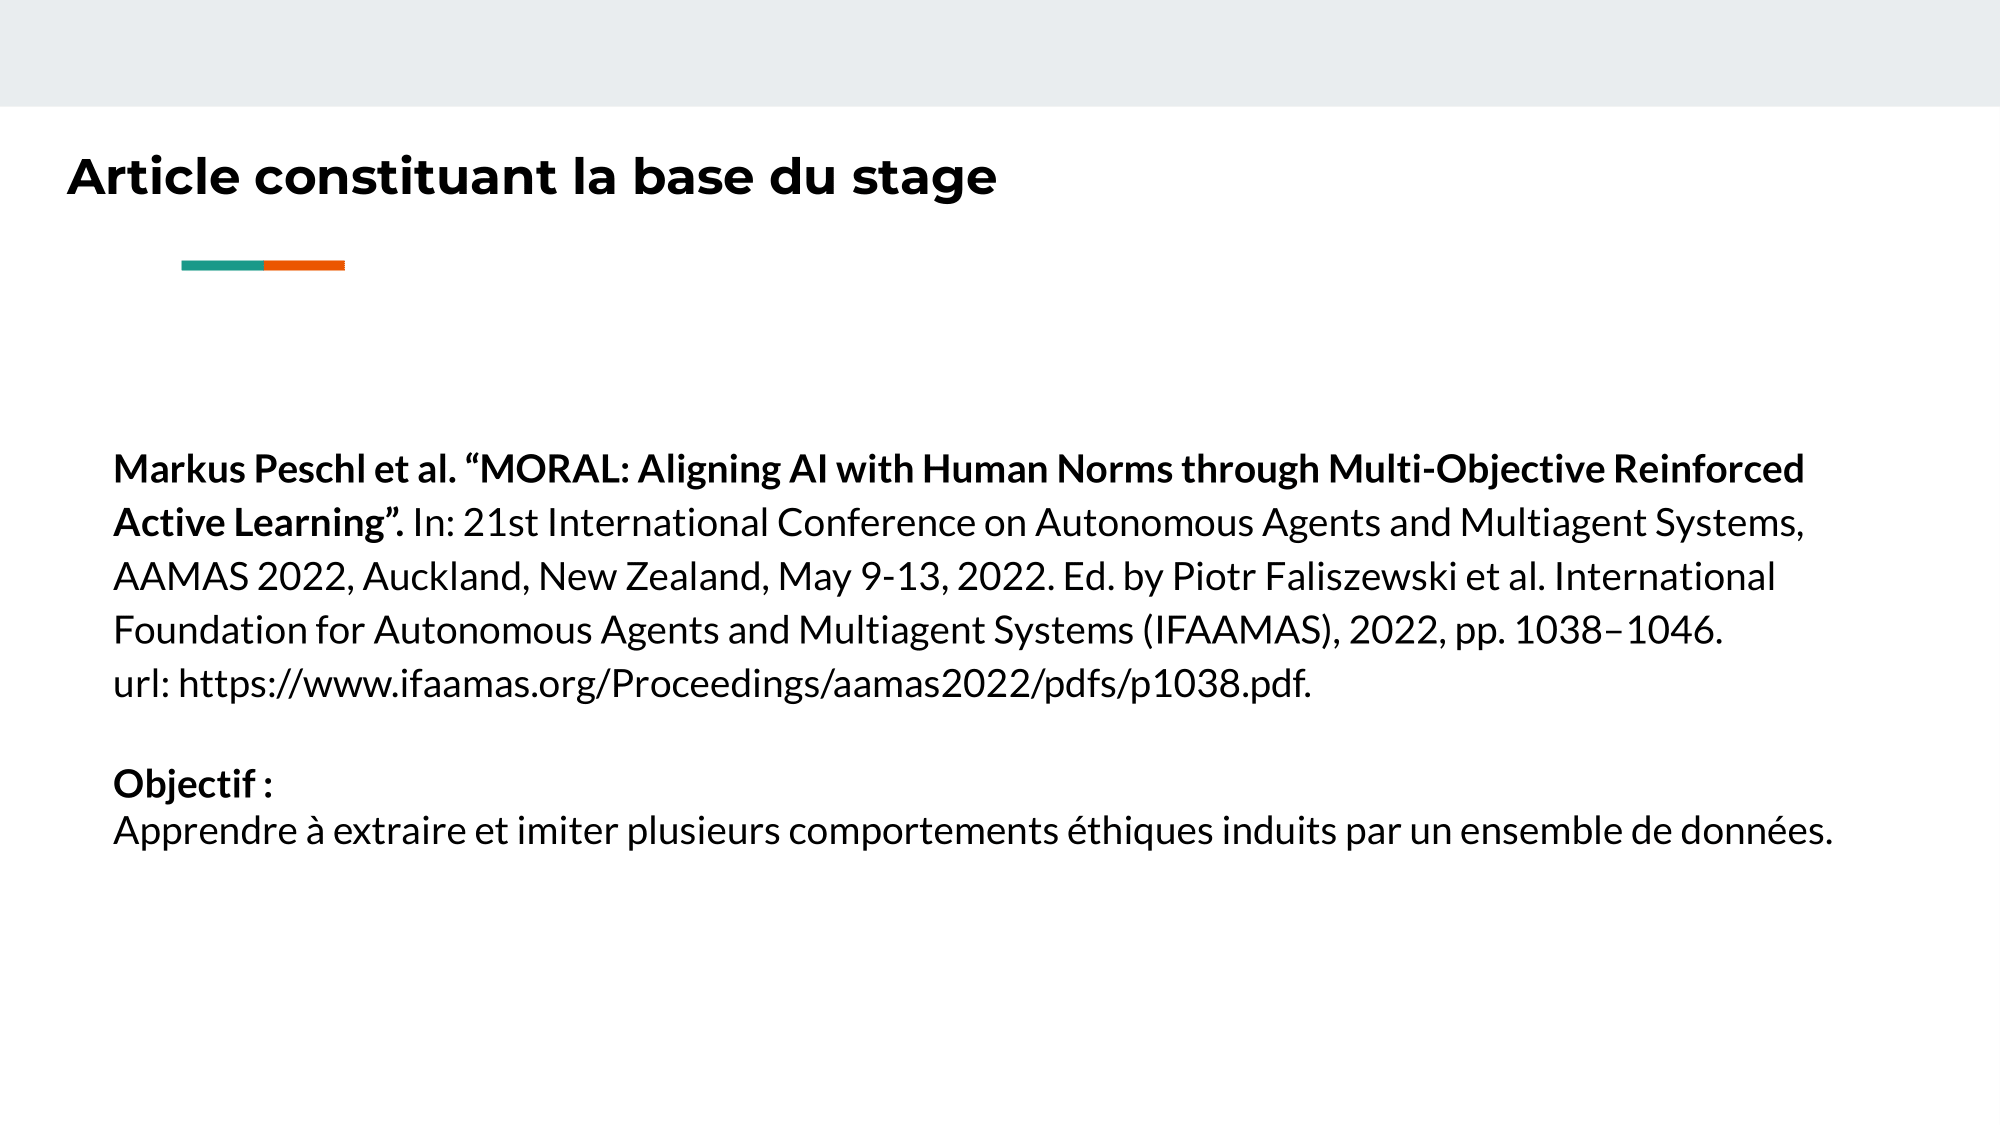 Article constituant la base du stage
Markus Peschl et al. “MORAL: Aligning AI with Human Norms through Multi-Objective Reinforced
Active Learning”. In: 21st International Conference on Autonomous Agents and Multiagent Systems,
AAMAS 2022, Auckland, New Zealand, May 9-13, 2022. Ed. by Piotr Faliszewski et al. International
Foundation for Autonomous Agents and Multiagent Systems (IFAAMAS), 2022, pp. 1038–1046.
url: https://www.ifaamas.org/Proceedings/aamas2022/pdfs/p1038.pdf.
Objectif :
Apprendre à extraire et imiter plusieurs comportements éthiques induits par un ensemble de données.